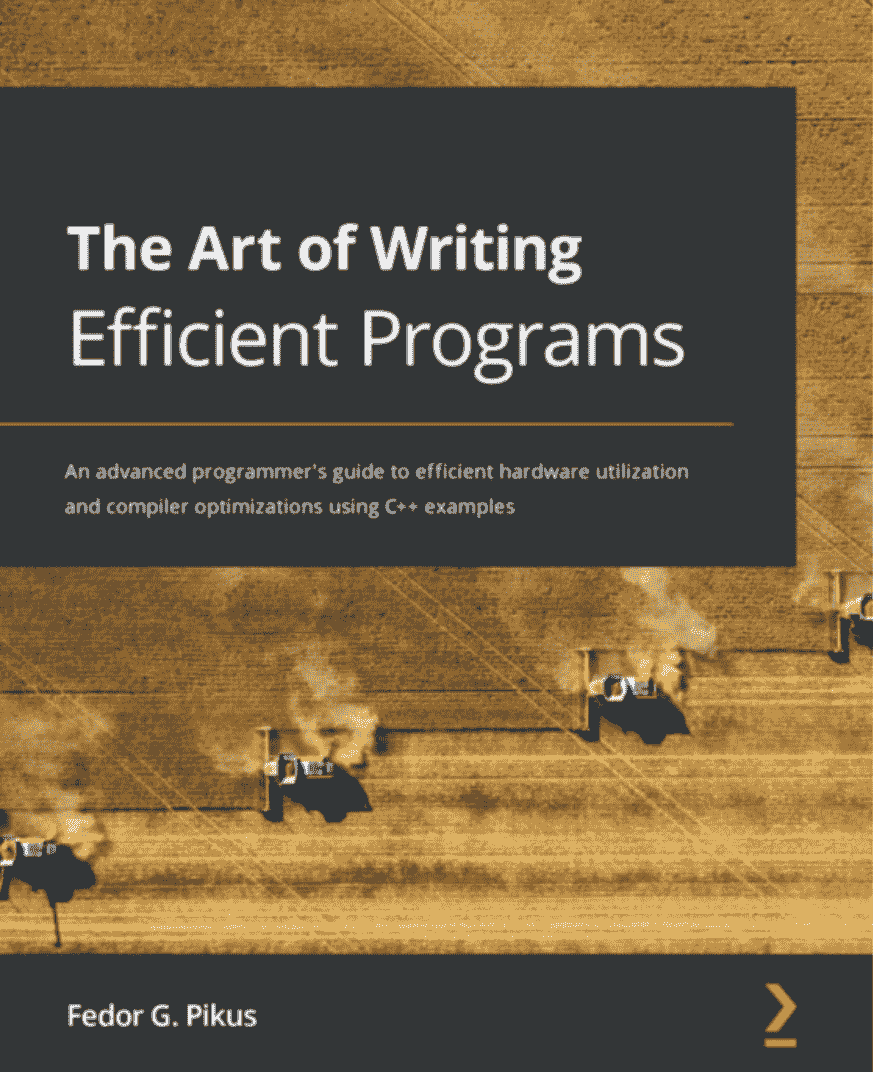 The Art of Writing
Efficient Programs
An advanced programmer's guide to efficient hardware utilization
and compiler optimizations using C++ examples
Fedor G. Pikus